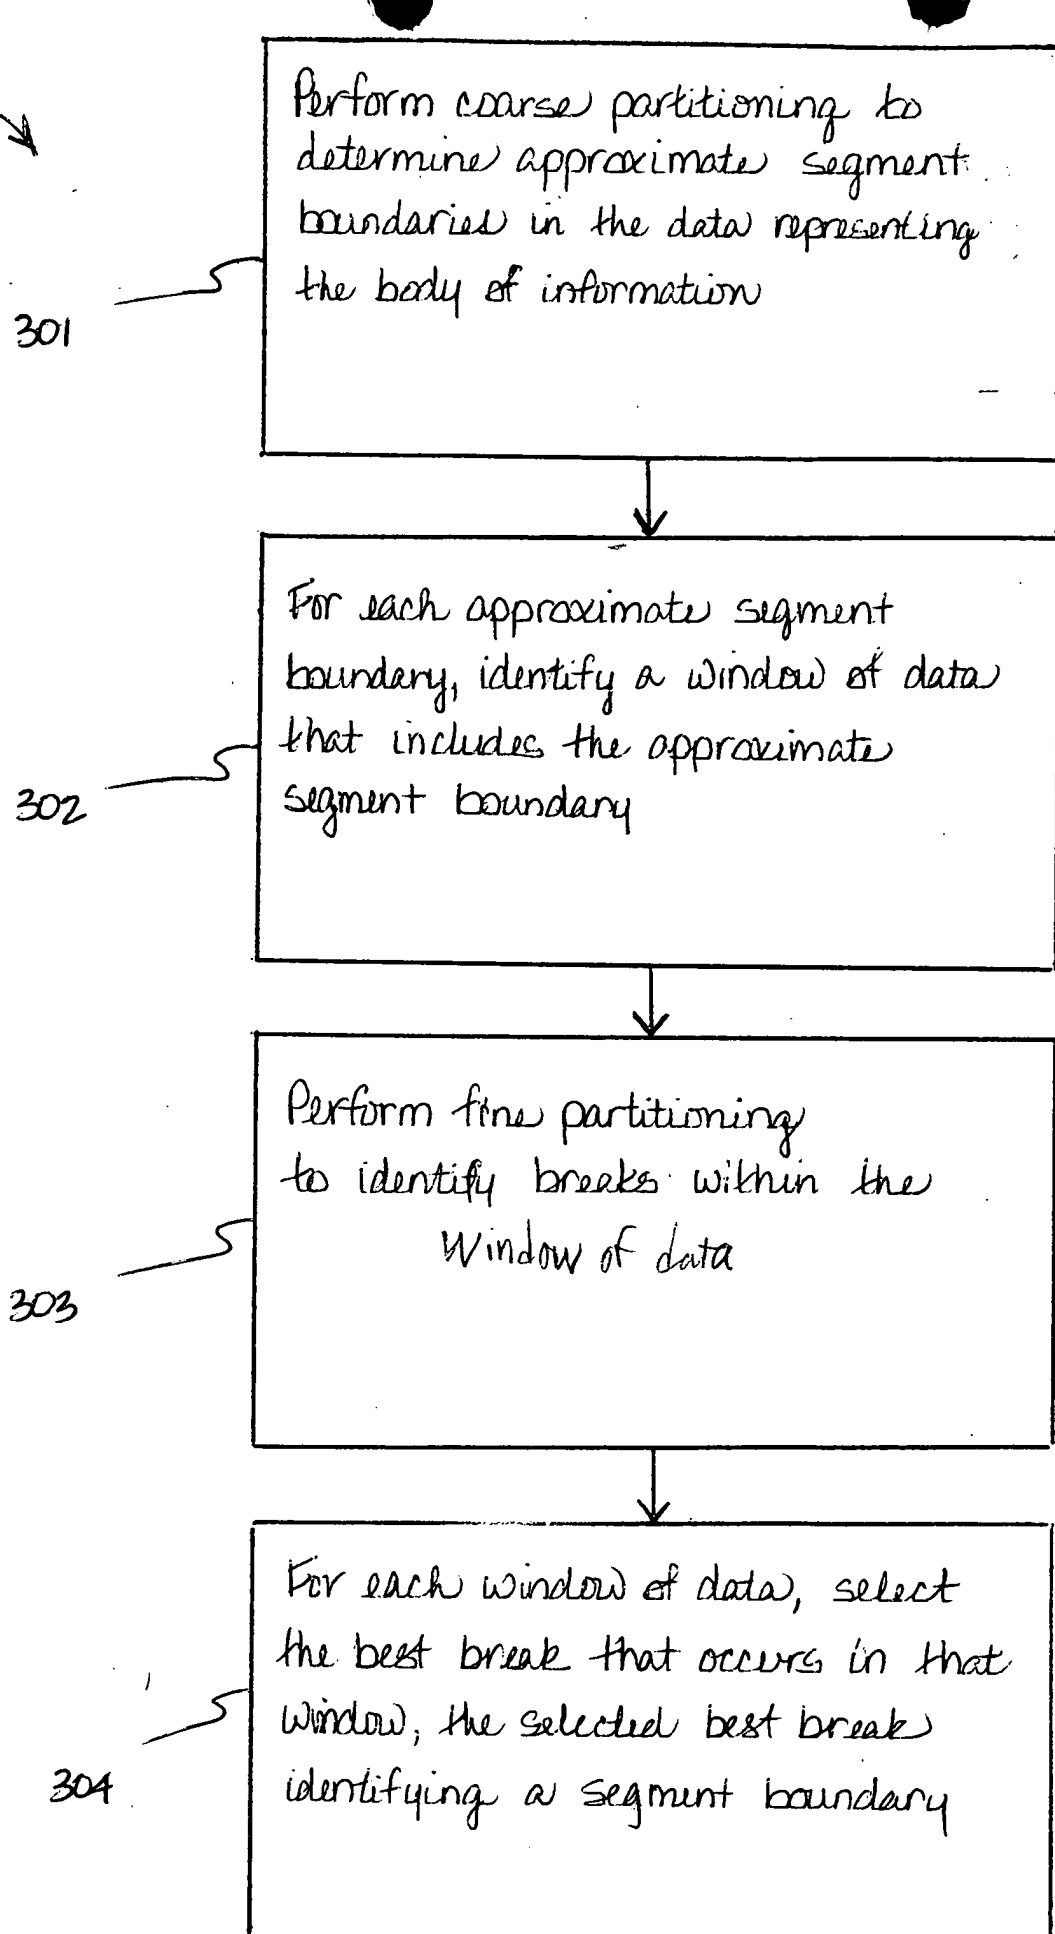 Perform coarse partitioning to
determine approximate segment
boundaries in the data representing
the body of information
301
For each approximate segment
boundary, identify a window of data
that includes the approximate
segment boundary
302
Perform fine partitioning
to identify breaks within the
Window of data
303
For each window of data, select
the best break that occurs in that
window, the selected best break
identifying a segment boundary
304